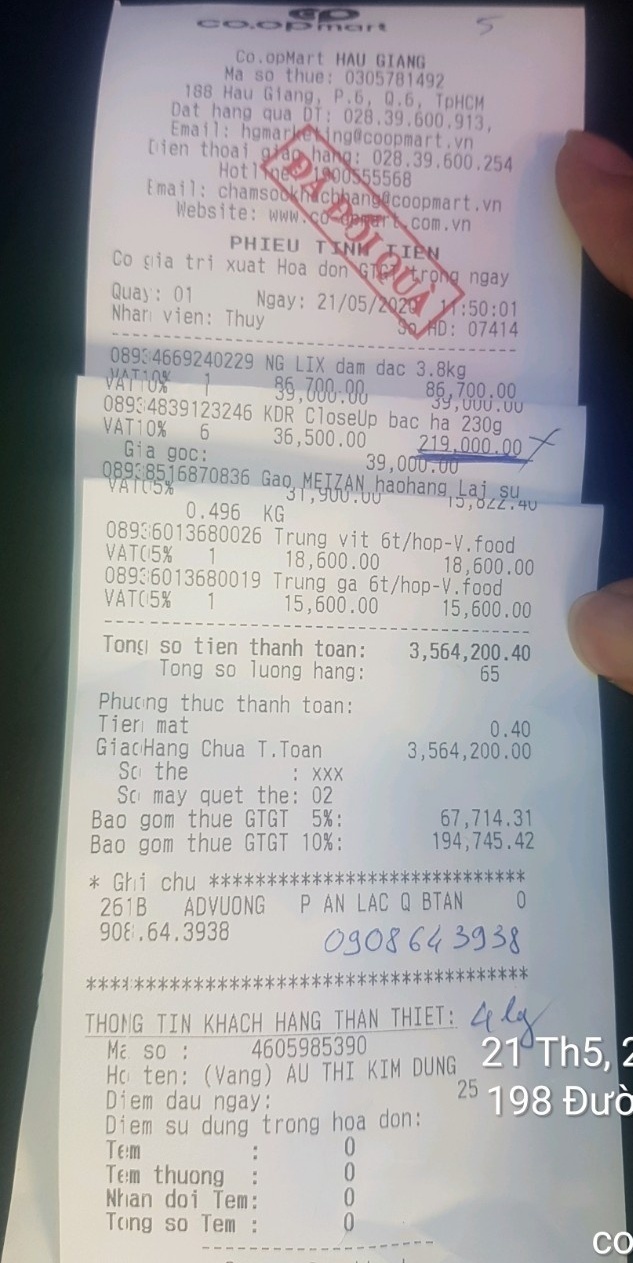 co.opmart
5
Co.opMart HAU GIANG
Ma so thue: 0305781492
188 Hau Giang, P.6, Q.6, TpHCM
Dat hang qua DT: 028.39.600.913,
Email: hgmarketing@coopmart.vn
Dien thoai giao hang: 028.39.600.254
Hotline: 1900555568
Email: chamsockhachhang@coopmart.vn
Website: www.co-opmart.com.vn
ĐÃ ĐỔI QUÀ
PHIEU TINH TIEN
Co gia tri xuat Hoa don GTGT trong ngay
Quay: 01 Ngay: 21/05/2020 11:50:01
Nhan vien: Thuy So HD: 07414
08934669240229 NG LIX dam dac 3.8kg
VAT10% 1 86,700.00 86,700.00
39,000.00 39,000.00
08934839123246 KDR CloseUp bac ha 230g
VAT10% 6 36,500.00 219,000.00
Gia goc: 39,000.00
08938516870836 Gao MEIZAN haohang Lai su
VAT05% 31,900.00 15,822.40
0.496 KG
08936013680026 Trung vit 6t/hop-V.food
VAT05% 1 18,600.00 18,600.00
08936013680019 Trung ga 6t/hop-V.food
VAT05% 1 15,600.00 15,600.00
Tong so tien thanh toan: 3,564,200.40
Tong so luong hang: 65
Phuong thuc thanh toan:
Tien mat 0.40
GiaoHang Chua T.Toan 3,564,200.00
So the : xxx
So may quet the: 02
Bao gom thue GTGT 5%: 67,714.31
Bao gom thue GTGT 10%: 194,745.42
* Ghi chu ****************************
261B ADVUONG P AN LAC Q BTAN 0
908.64.3938
0908643938
**************************************
THONG TIN KHACH HANG THAN THIET: 4 ly
Ma so : 4605985390
Ho ten: (Vang) AU THI KIM DUNG
Diem dau ngay: 25
Diem su dung trong hoa don:
Tem : 0
Tem thuong : 0
Nhan doi Tem: 0
Tong so Tem : 0
21 Th5, 2
198 Đườ
co